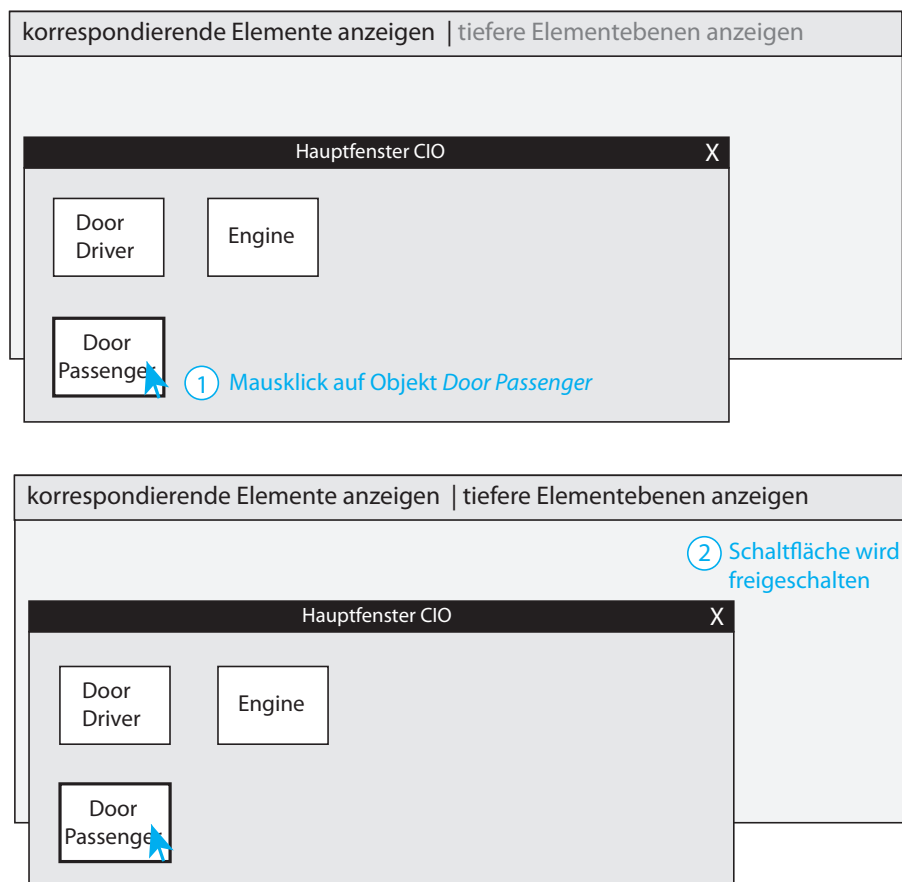 korrespondierende Elemente anzeigen | tiefere Elementebenen anzeigen
Hauptfenster CIO X
Door
Driver
Engine
Door
Passenger
1 Mausklick auf Objekt Door Passenger
korrespondierende Elemente anzeigen | tiefere Elementebenen anzeigen
2 Schaltfläche wird
freigeschalten
Hauptfenster CIO X
Door
Driver
Engine
Door
Passenger